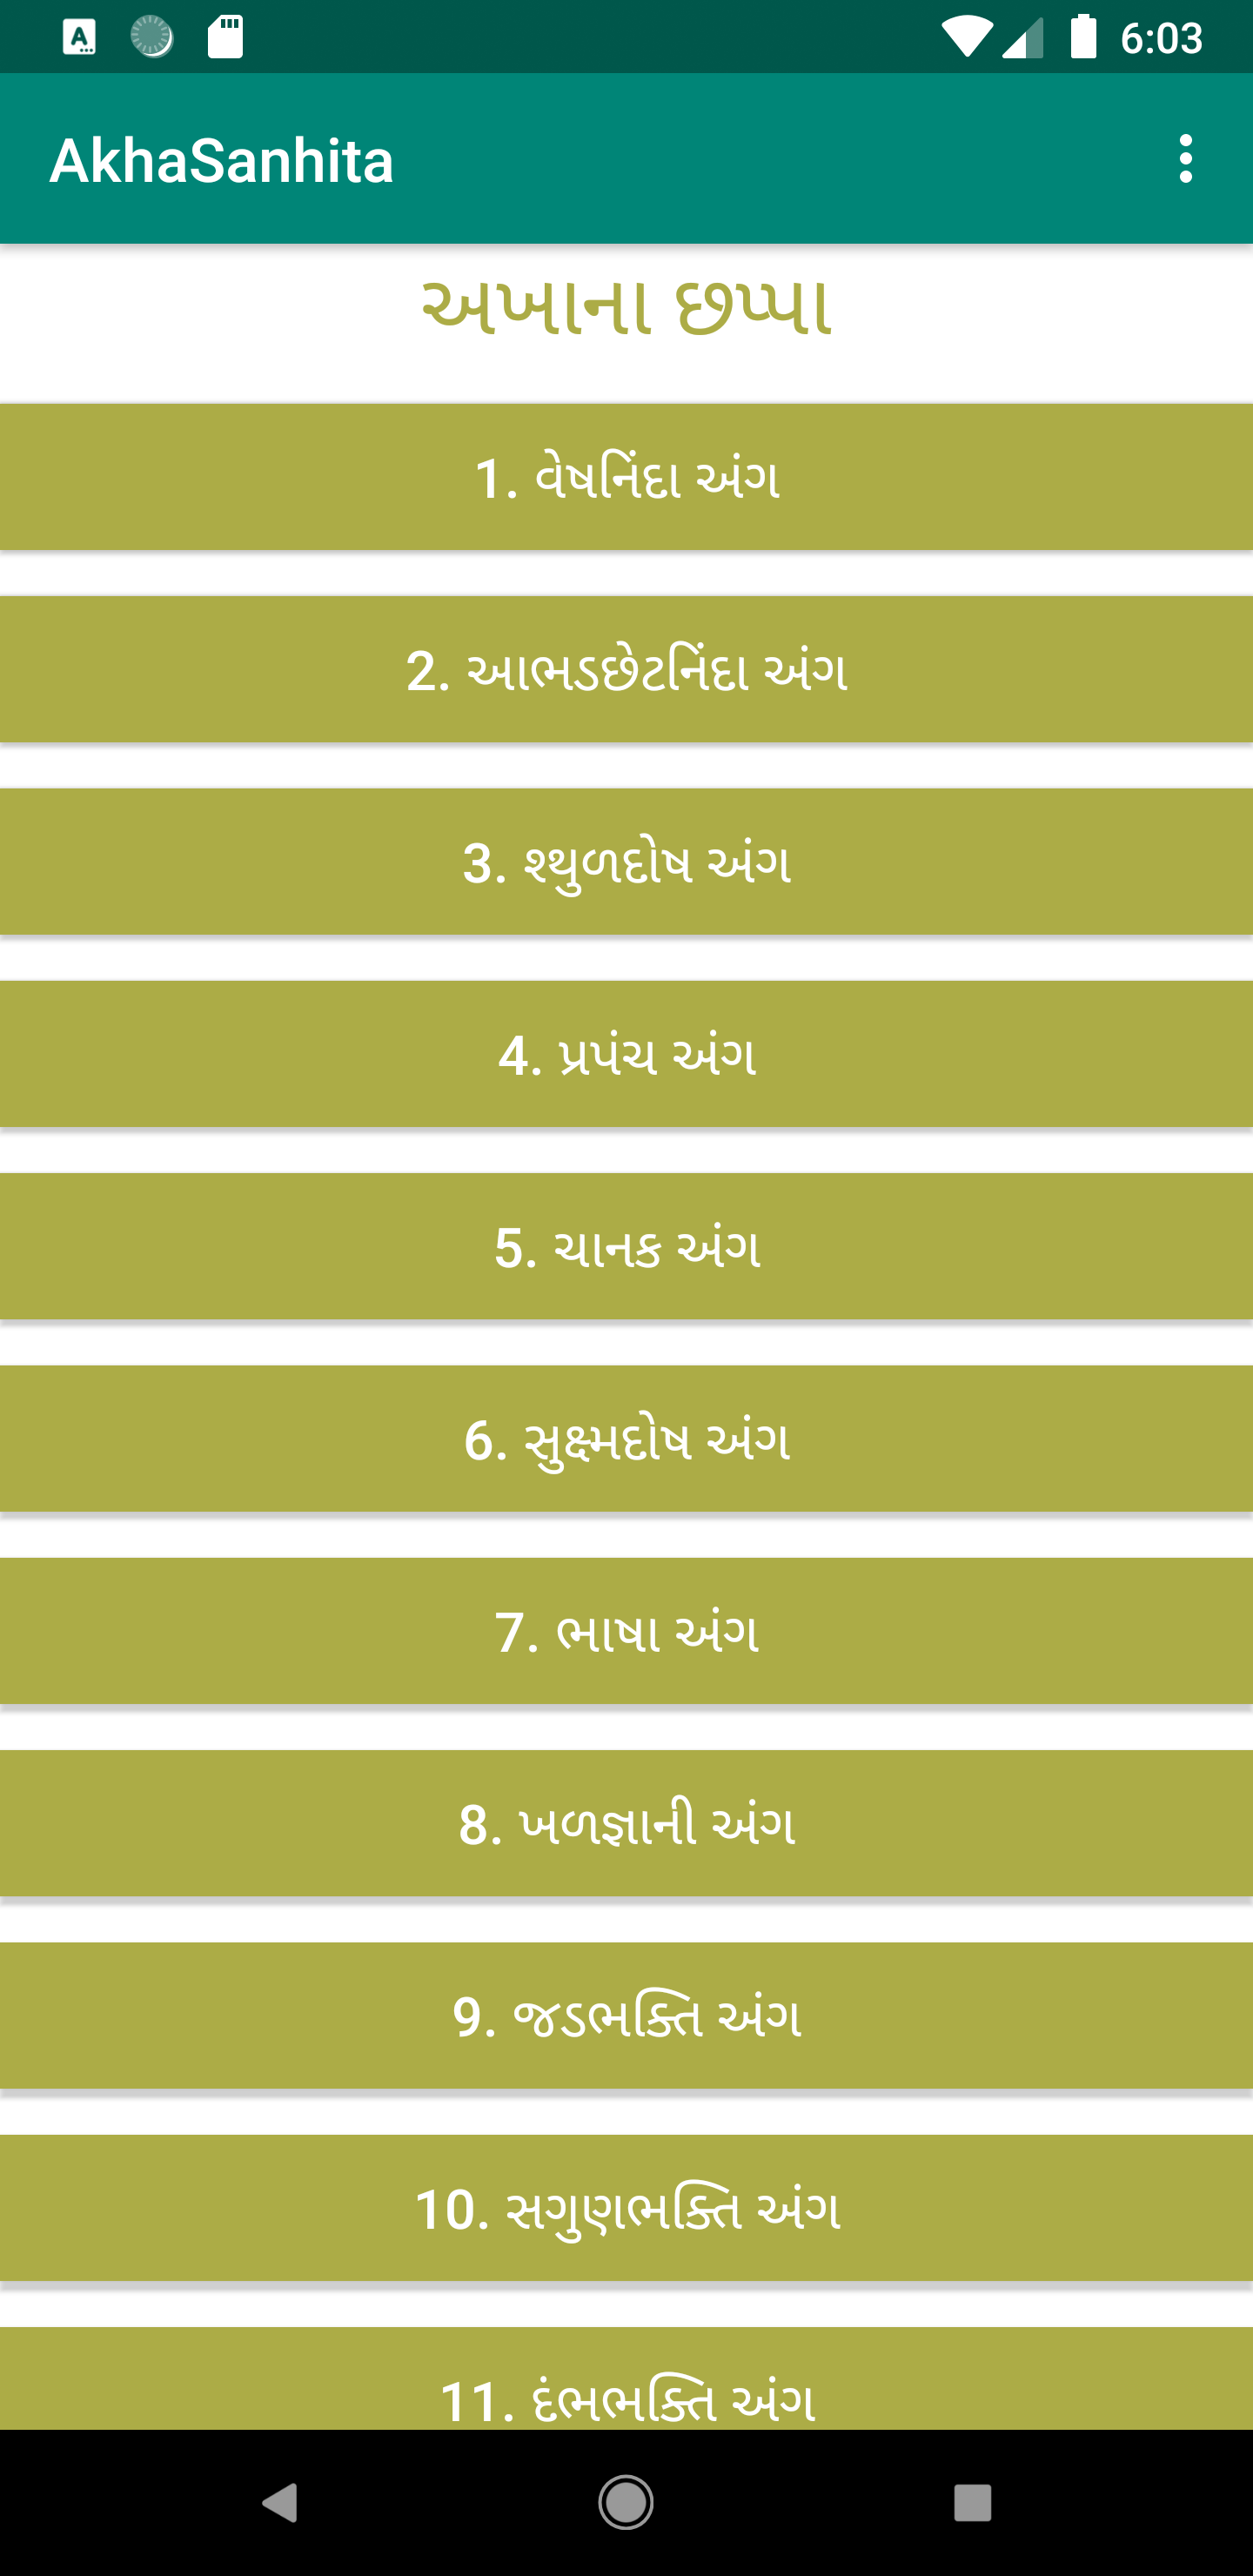 6:03
AkhaSanhita
અખાના છપ્પા
1. વેષનિંદા અંગ
2. આભડછેટનિંદા અંગ
3. શ્થુળદોષ અંગ
4. પ્રપંચ અંગ
5. ચાનક અંગ
6. સુક્ષ્મદોષ અંગ
7. ભાષા અંગ
8. ખળજ્ઞાની અંગ
9. જડભક્તિ અંગ
10. સગુણભક્તિ અંગ
11. દંભભક્તિ અંગ